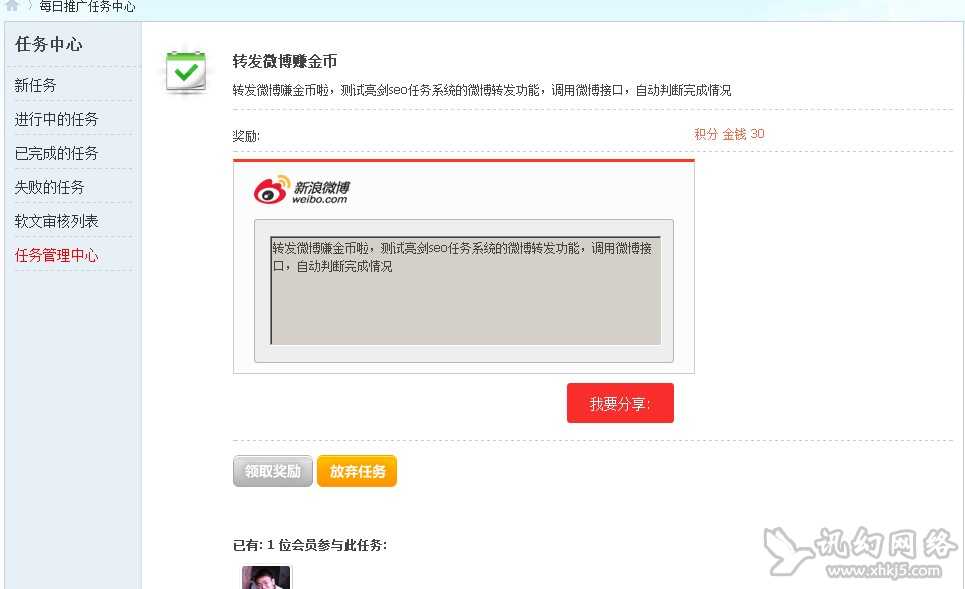 〉每日推广任务中心
任务中心
新任务
进行中的任务
已完成的任务
失败的任务
软文审核列表
任务管理中心
转发微博赚金币
转发微博赚金币啦，测试亮剑seo任务系统的微博转发功能，调用微博接口，自动判断完成情况
奖励:
积分 金钱 30
新浪微博
weibo.com
转发微博赚金币啦，测试亮剑seo任务系统的微博转发功能，调用微博接
口，自动判断完成情况
我要分享:
领取奖励
放弃任务
已有: 1 位会员参与此任务:
讯幻网络
www.xhkj5.com